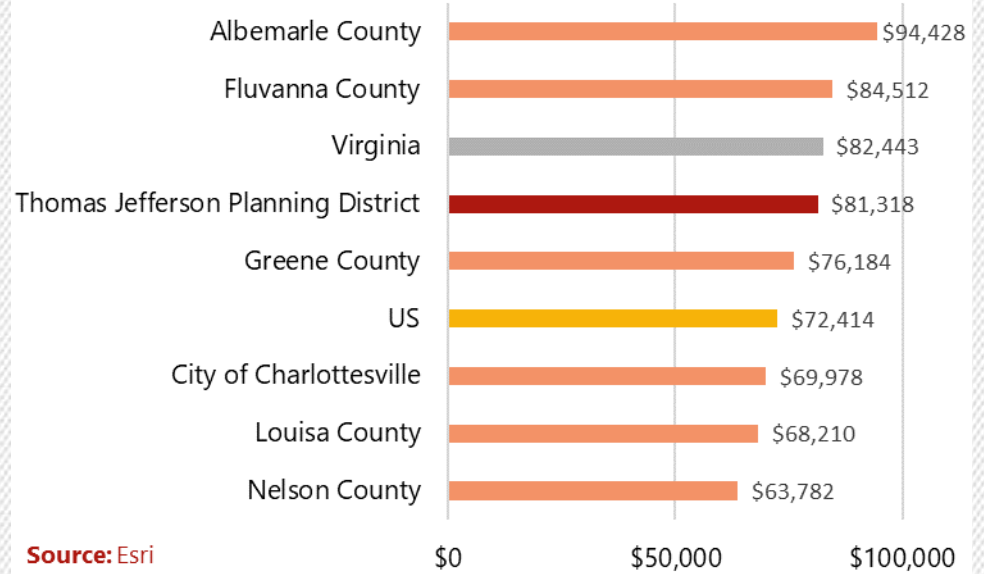 Albemarle County $94,428
Fluvanna County $84,512
Virginia $82,443
Thomas Jefferson Planning District $81,318
Greene County $76,184
US $72,414
City of Charlottesville $69,978
Louisa County $68,210
Nelson County $63,782
$0 $50,000 $100,000
Source: Esri